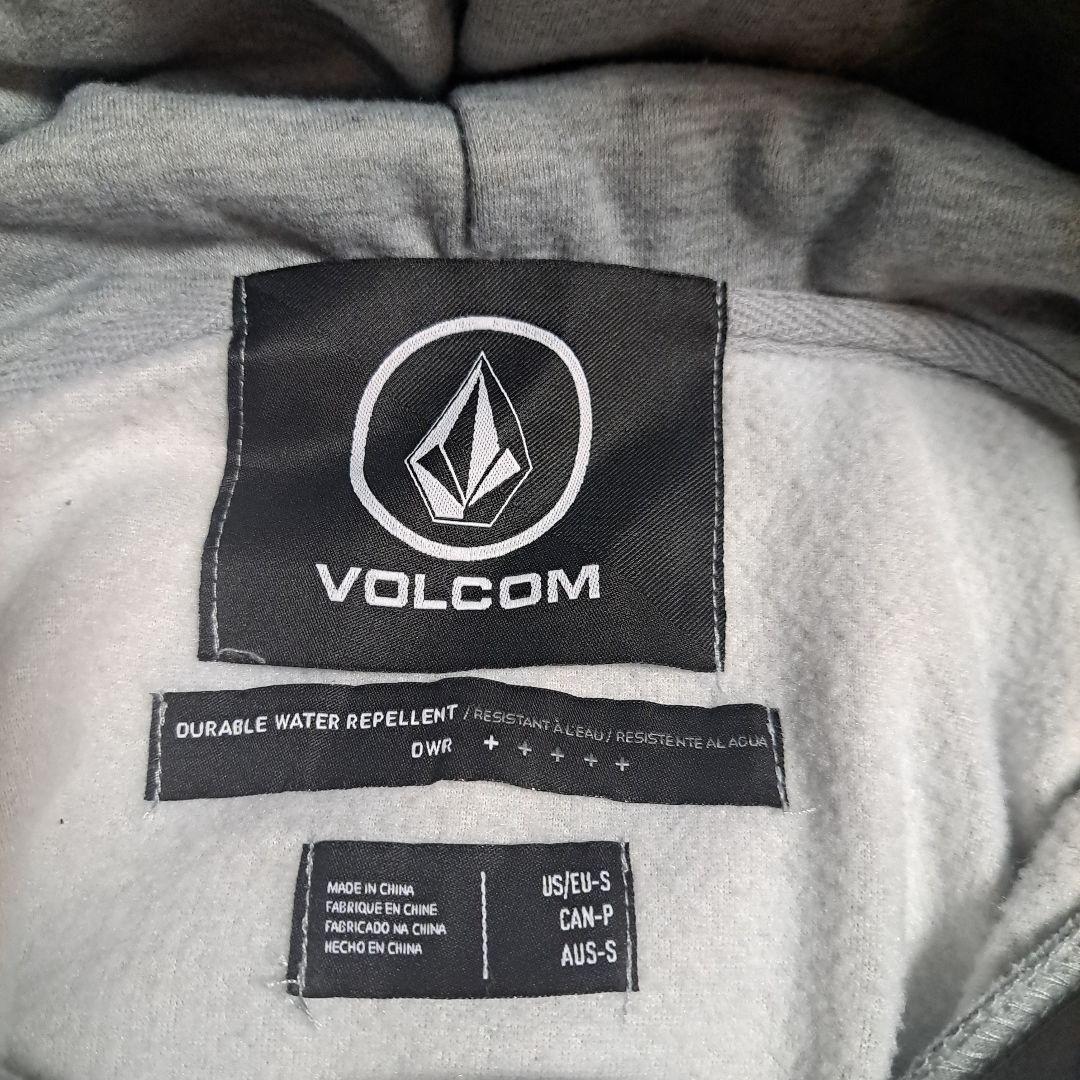 VOLCOM
DURABLE WATER REPELLENT / RESISTANT À L'EAU / RESISTENTE AL AGUA
DWR + + + + +
MADE IN CHINA
FABRIQUE EN CHINE
FABRICADO NA CHINA
HECHO EN CHINA
US/EU-S
CAN-P
AUS-S